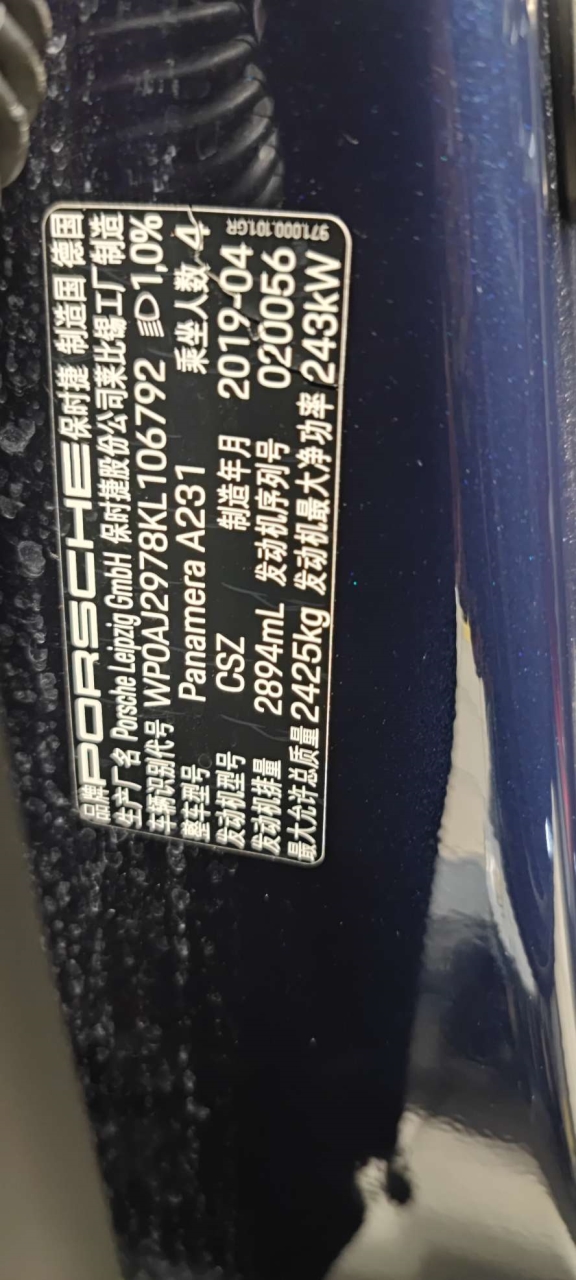 品牌 PORSCHE 保时捷 制造国 德国
生产厂名 Porsche Leipzig GmbH 保时捷股份公司莱比锡工厂制造
车辆识别代号 WP0AJ2978KL106792 1,0%
整车型号 Panamera A231 乘坐人数 4
发动机型号 CSZ 制造年月 2019-04
发动机排量 2894mL 发动机序列号 020056
最大允许总质量 2425kg 发动机最大净功率 243kW
971.000.101.GR